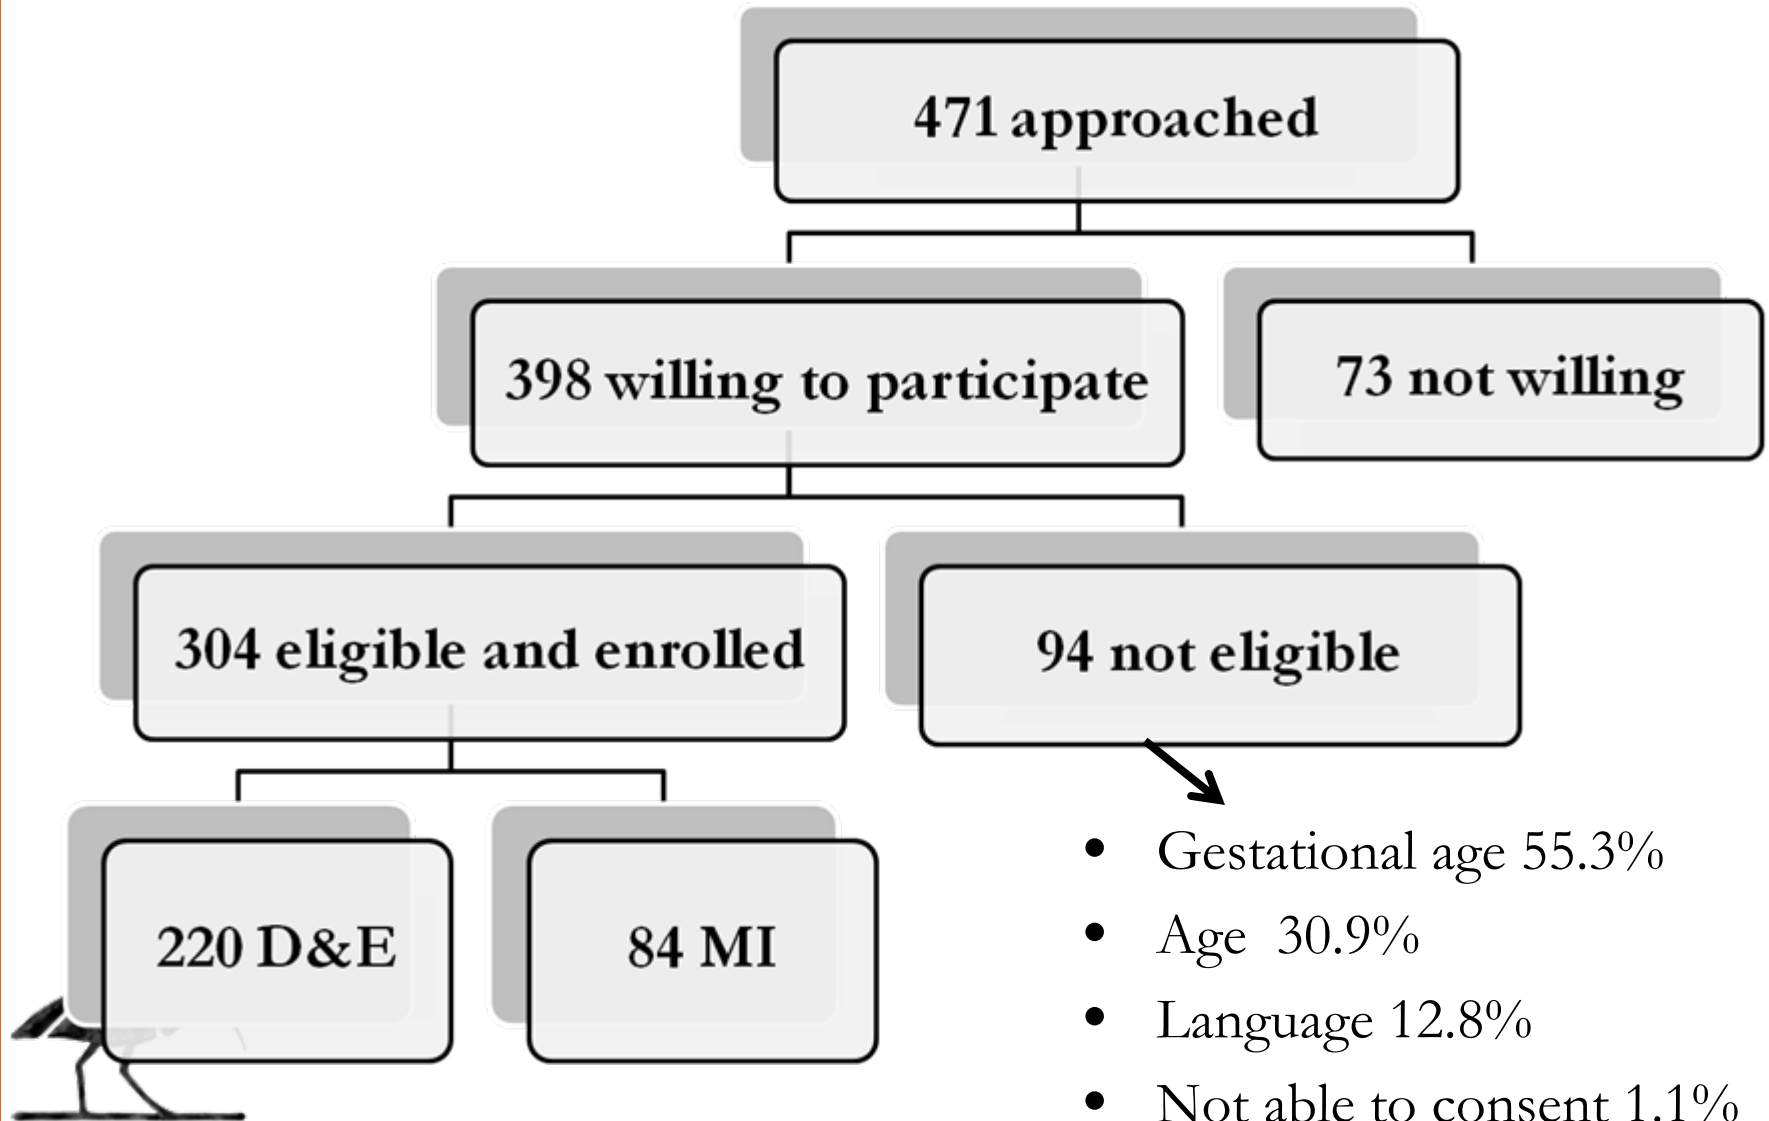 471 approached
398 willing to participate
73 not willing
304 eligible and enrolled
94 not eligible
220 D&E
84 MI
• Gestational age 55.3%
• Age 30.9%
• Language 12.8%
• Not able to consent 1.1%